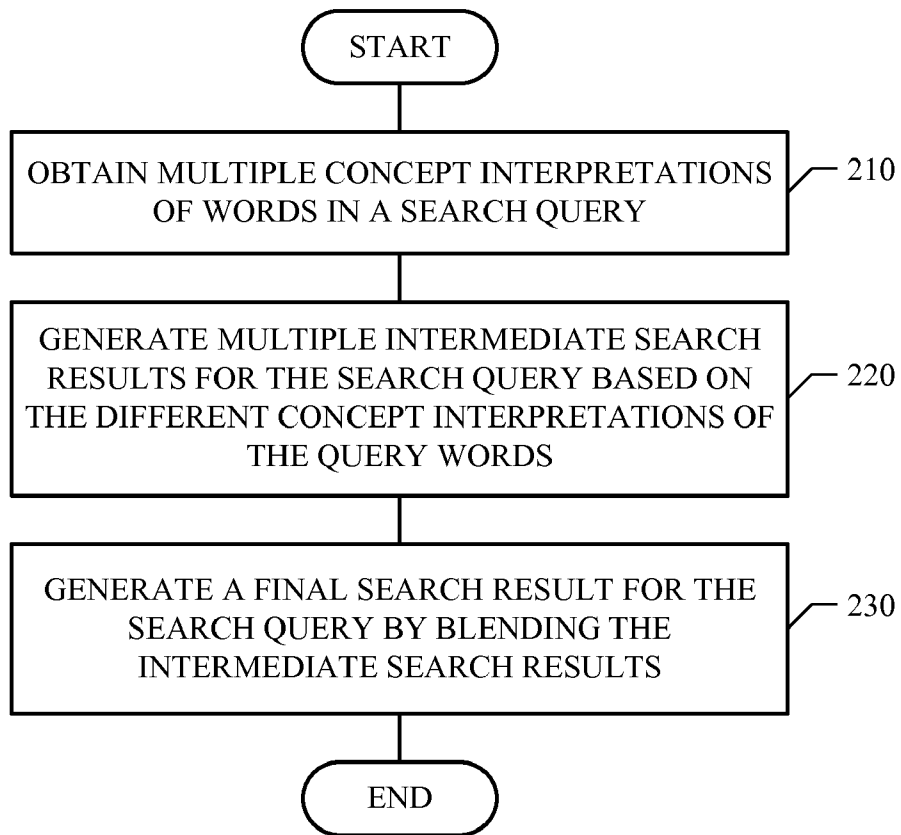 START
OBTAIN MULTIPLE CONCEPT INTERPRETATIONS
OF WORDS IN A SEARCH QUERY
210
GENERATE MULTIPLE INTERMEDIATE SEARCH
RESULTS FOR THE SEARCH QUERY BASED ON
THE DIFFERENT CONCEPT INTERPRETATIONS OF
THE QUERY WORDS
220
GENERATE A FINAL SEARCH RESULT FOR THE
SEARCH QUERY BY BLENDING THE
INTERMEDIATE SEARCH RESULTS
230
END